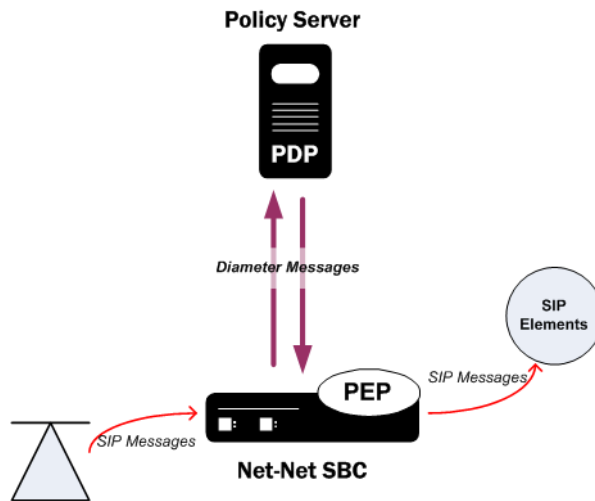 Policy Server
PDP
Diameter Messages
SIP
Elements
PEP
SIP Messages
SIP Messages
Net-Net SBC